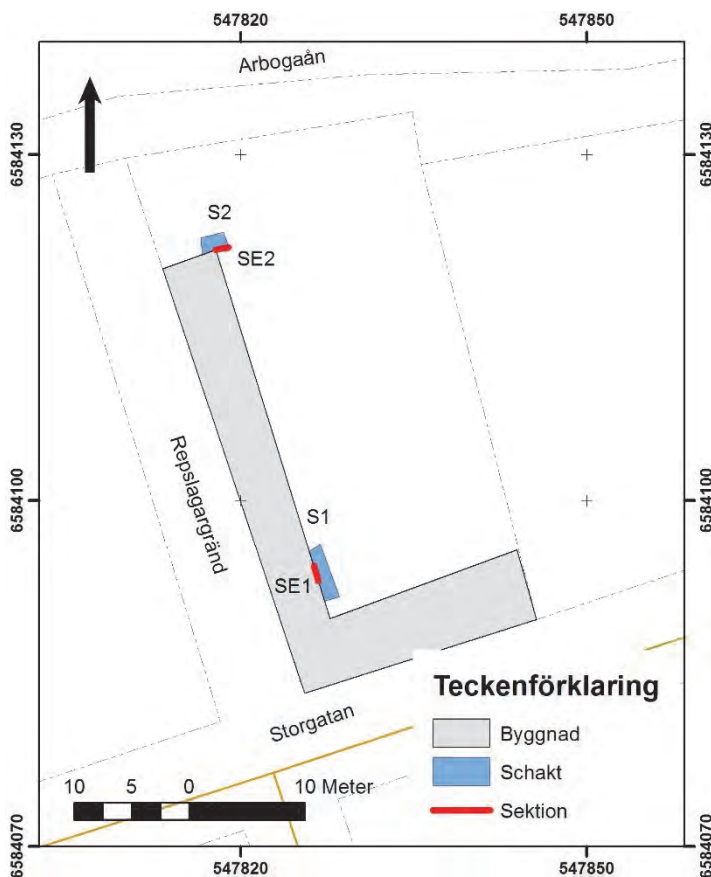 547820
547850
Arbogaån
6584130
6584130
S2
SE2
Repslagargränd
6584100
6584100
S1
SE1
Storgatan
Teckenförklaring
Byggnad
Schakt
Sektion
10 5 0 10 Meter
6584070
6584070
547820
547850